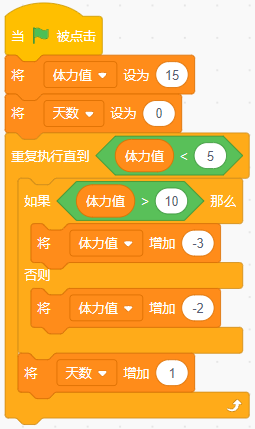 当 被点击
将 体力值 设为 15
将 天数 设为 0
重复执行直到 体力值 < 5
如果 体力值 > 10 那么
将 体力值 增加 -3
否则
将 体力值 增加 -2
将 天数 增加 1